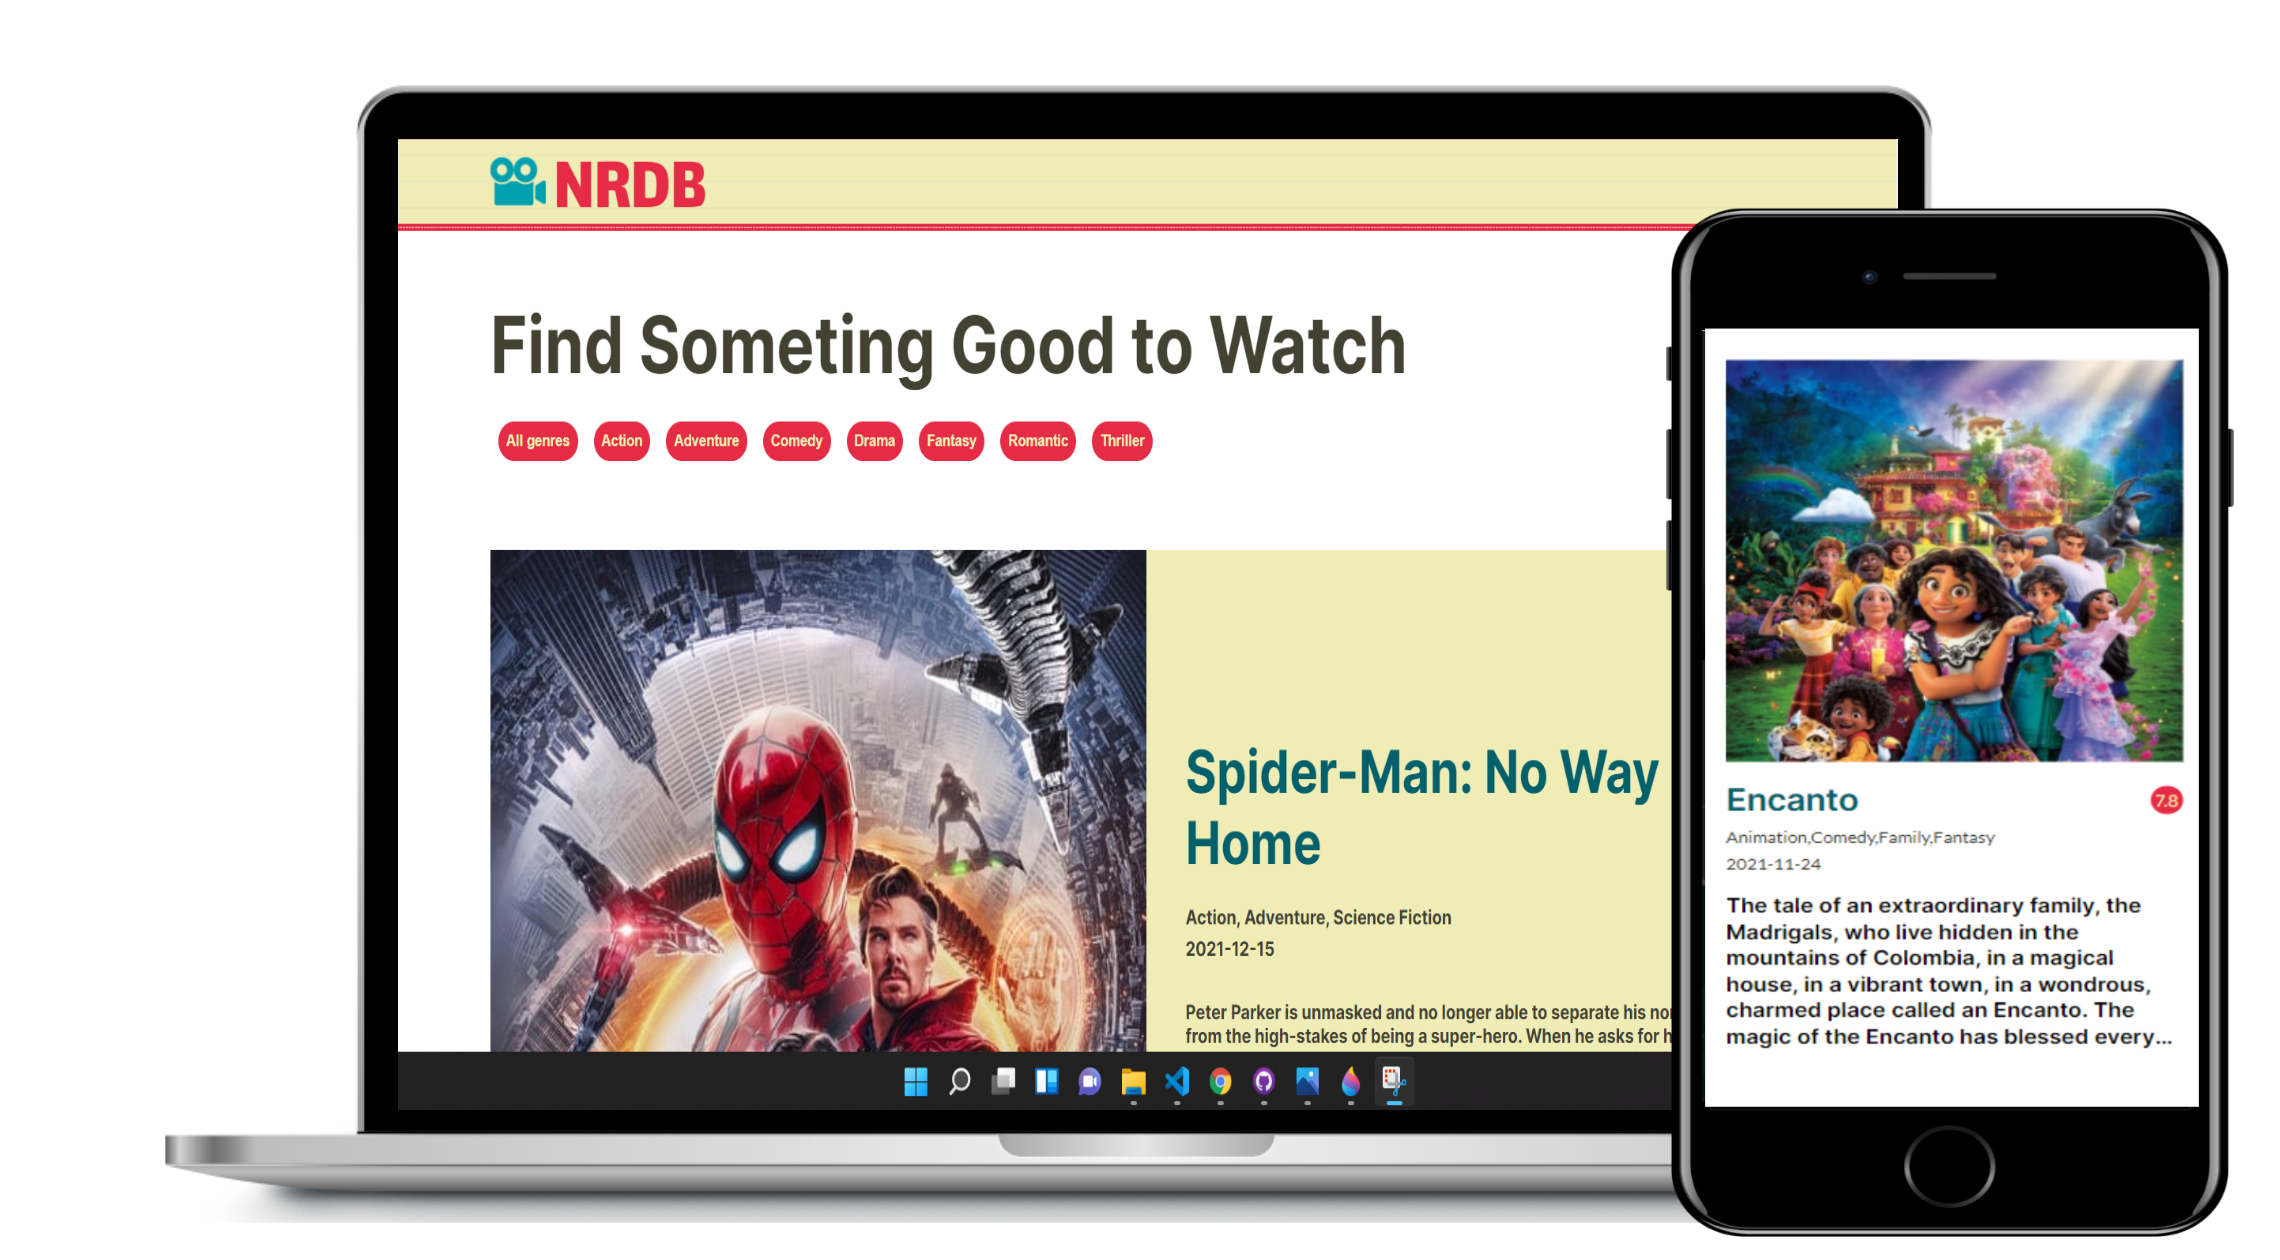 NRDB
Find Someting Good to Watch
All genres Action Adventure Comedy Drama Fantasy Romantic Thriller
Spider-Man: No Way
Home
Action, Adventure, Science Fiction
2021-12-15
Peter Parker is unmasked and no longer able to separate his nor
from the high-stakes of being a super-hero. When he asks for h
Encanto
7.8
Animation,Comedy,Family,Fantasy
2021-11-24
The tale of an extraordinary family, the
Madrigals, who live hidden in the
mountains of Colombia, in a magical
house, in a vibrant town, in a wondrous,
charmed place called an Encanto. The
magic of the Encanto has blessed every...